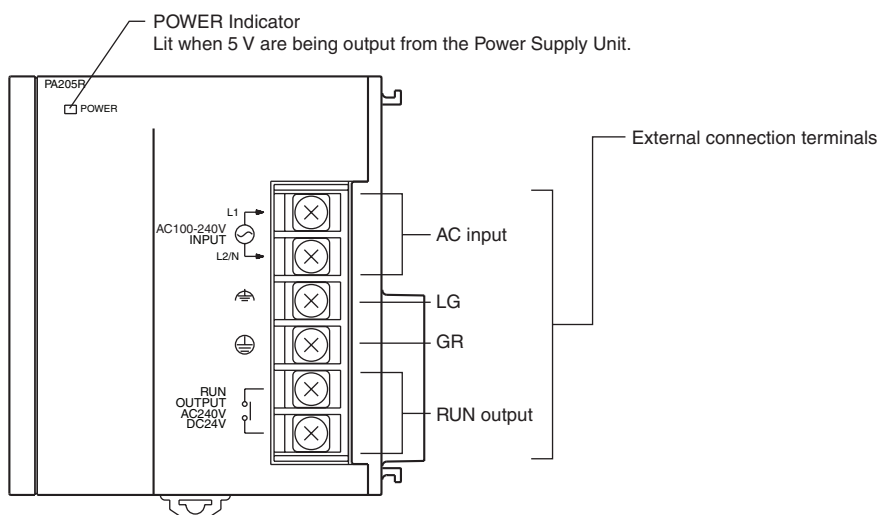 POWER Indicator
Lit when 5 V are being output from the Power Supply Unit.
PA205R
POWER
External connection terminals
L1
AC100-240V
INPUT
L2/N
AC input
LG
GR
RUN
OUTPUT
AC240V
DC24V
RUN output